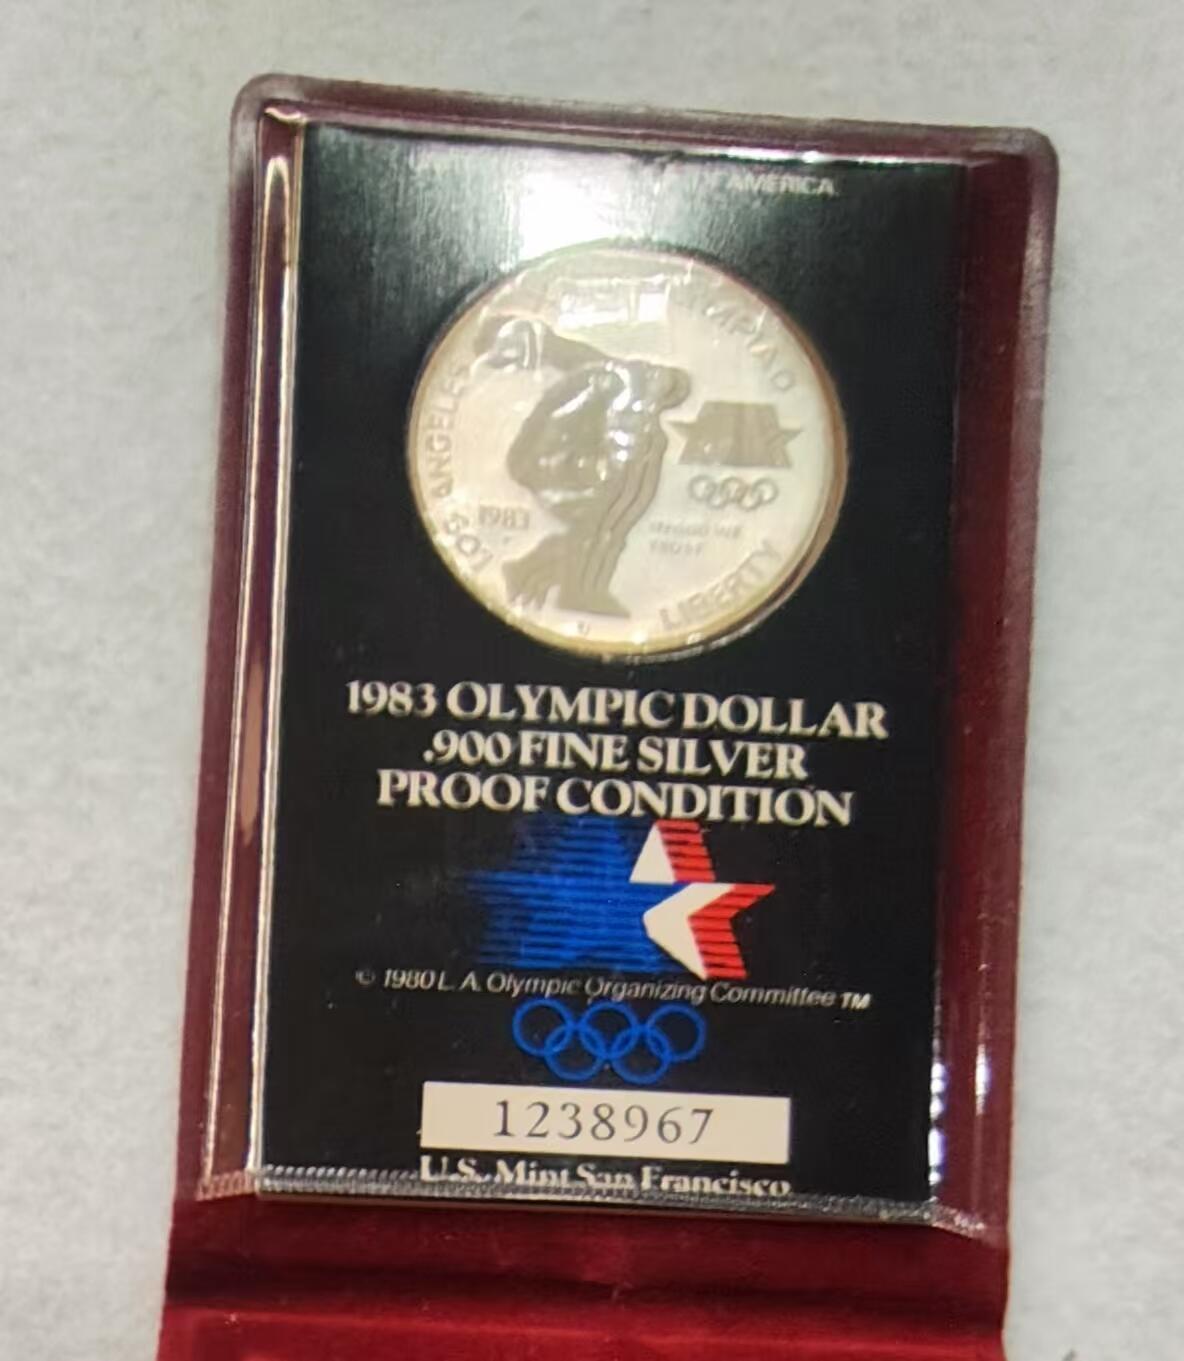 AMERICA
LOS ANGELES
1983
LIBERTY
1983 OLYMPIC DOLLAR
.900 FINE SILVER
PROOF CONDITION
© 1980 L. A. Olympic Organizing Committee TM
1238967
U.S. Mint San Francisco